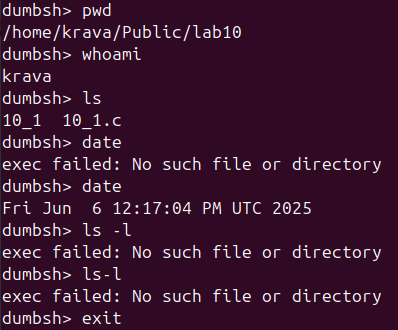 dumbsh> pwd
/home/krava/Public/lab10
dumbsh> whoami
krava
dumbsh> ls
10_1  10_1.c
dumbsh> date
exec failed: No such file or directory
dumbsh> date
Fri Jun  6 12:17:04 PM UTC 2025
dumbsh> ls -l
exec failed: No such file or directory
dumbsh> ls-l
exec failed: No such file or directory
dumbsh> exit